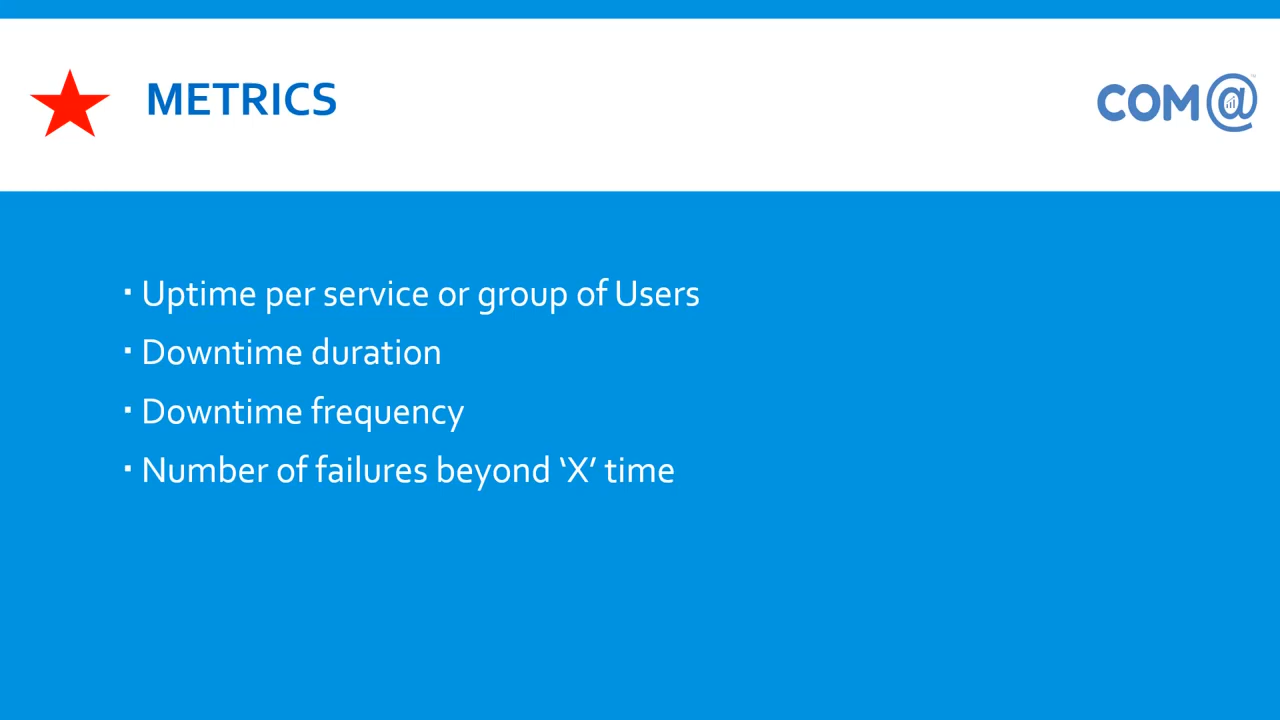 METRICS
COM@
▪ Uptime per service or group of Users
▪ Downtime duration
▪ Downtime frequency
▪ Number of failures beyond ‘X’ time